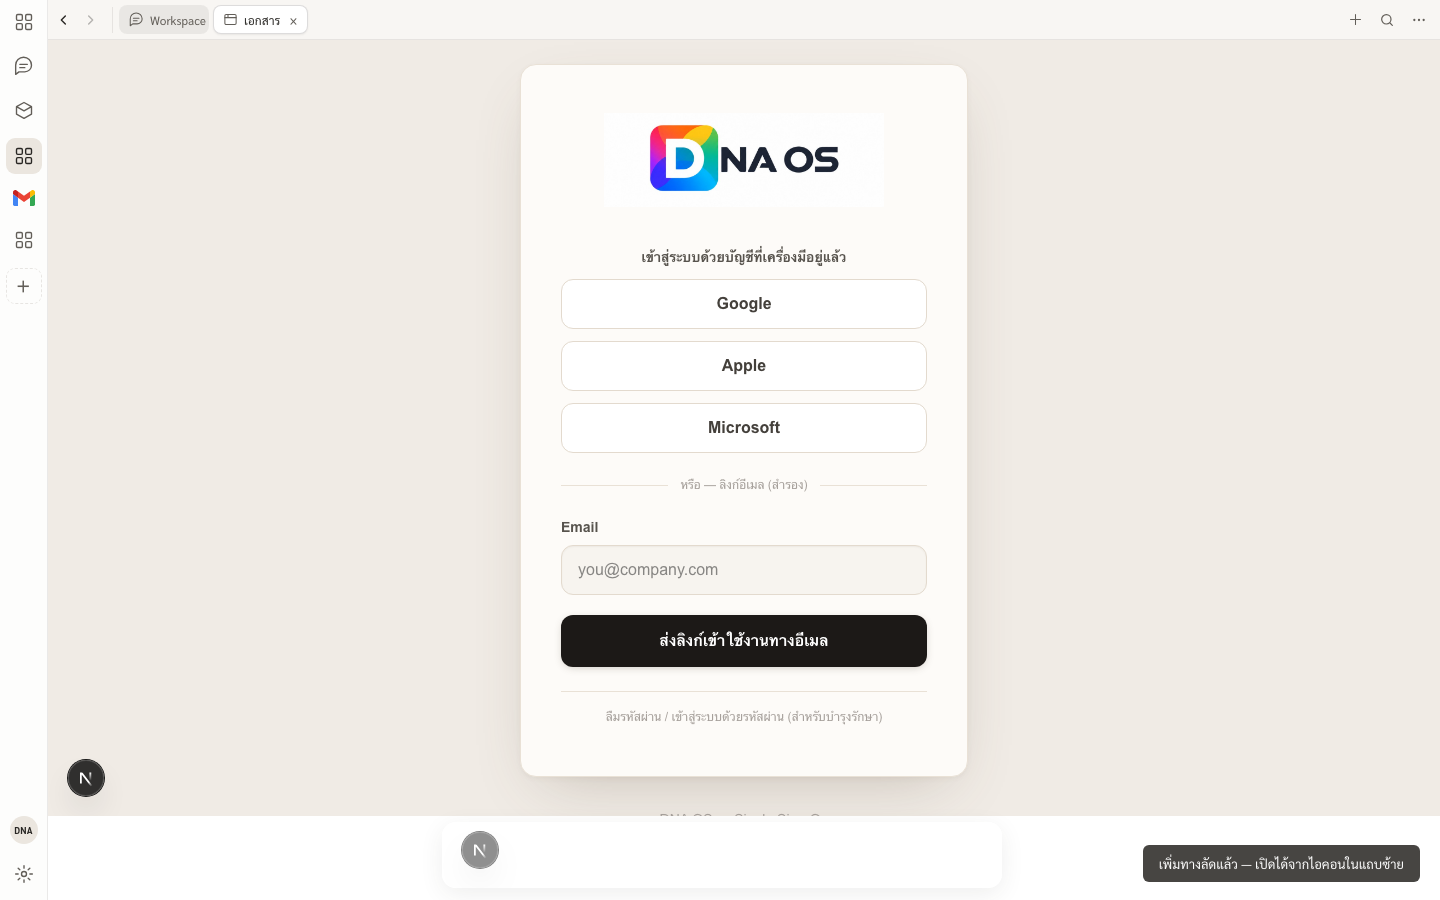 Workspace
เอกสาร
DNA OS
เข้าสู่ระบบด้วยบัญชีที่เครื่องมีอยู่แล้ว
Google
Apple
Microsoft
หรือ — ลิงก์อีเมล (สำรอง)
Email
you@company.com
ส่งลิงก์เข้าใช้งานทางอีเมล
ลืมรหัสผ่าน / เข้าสู่ระบบด้วยรหัสผ่าน (สำหรับบำรุงรักษา)
N
DNA
N
เพิ่มทางลัดแล้ว — เปิดได้จากไอคอนในแถบซ้าย